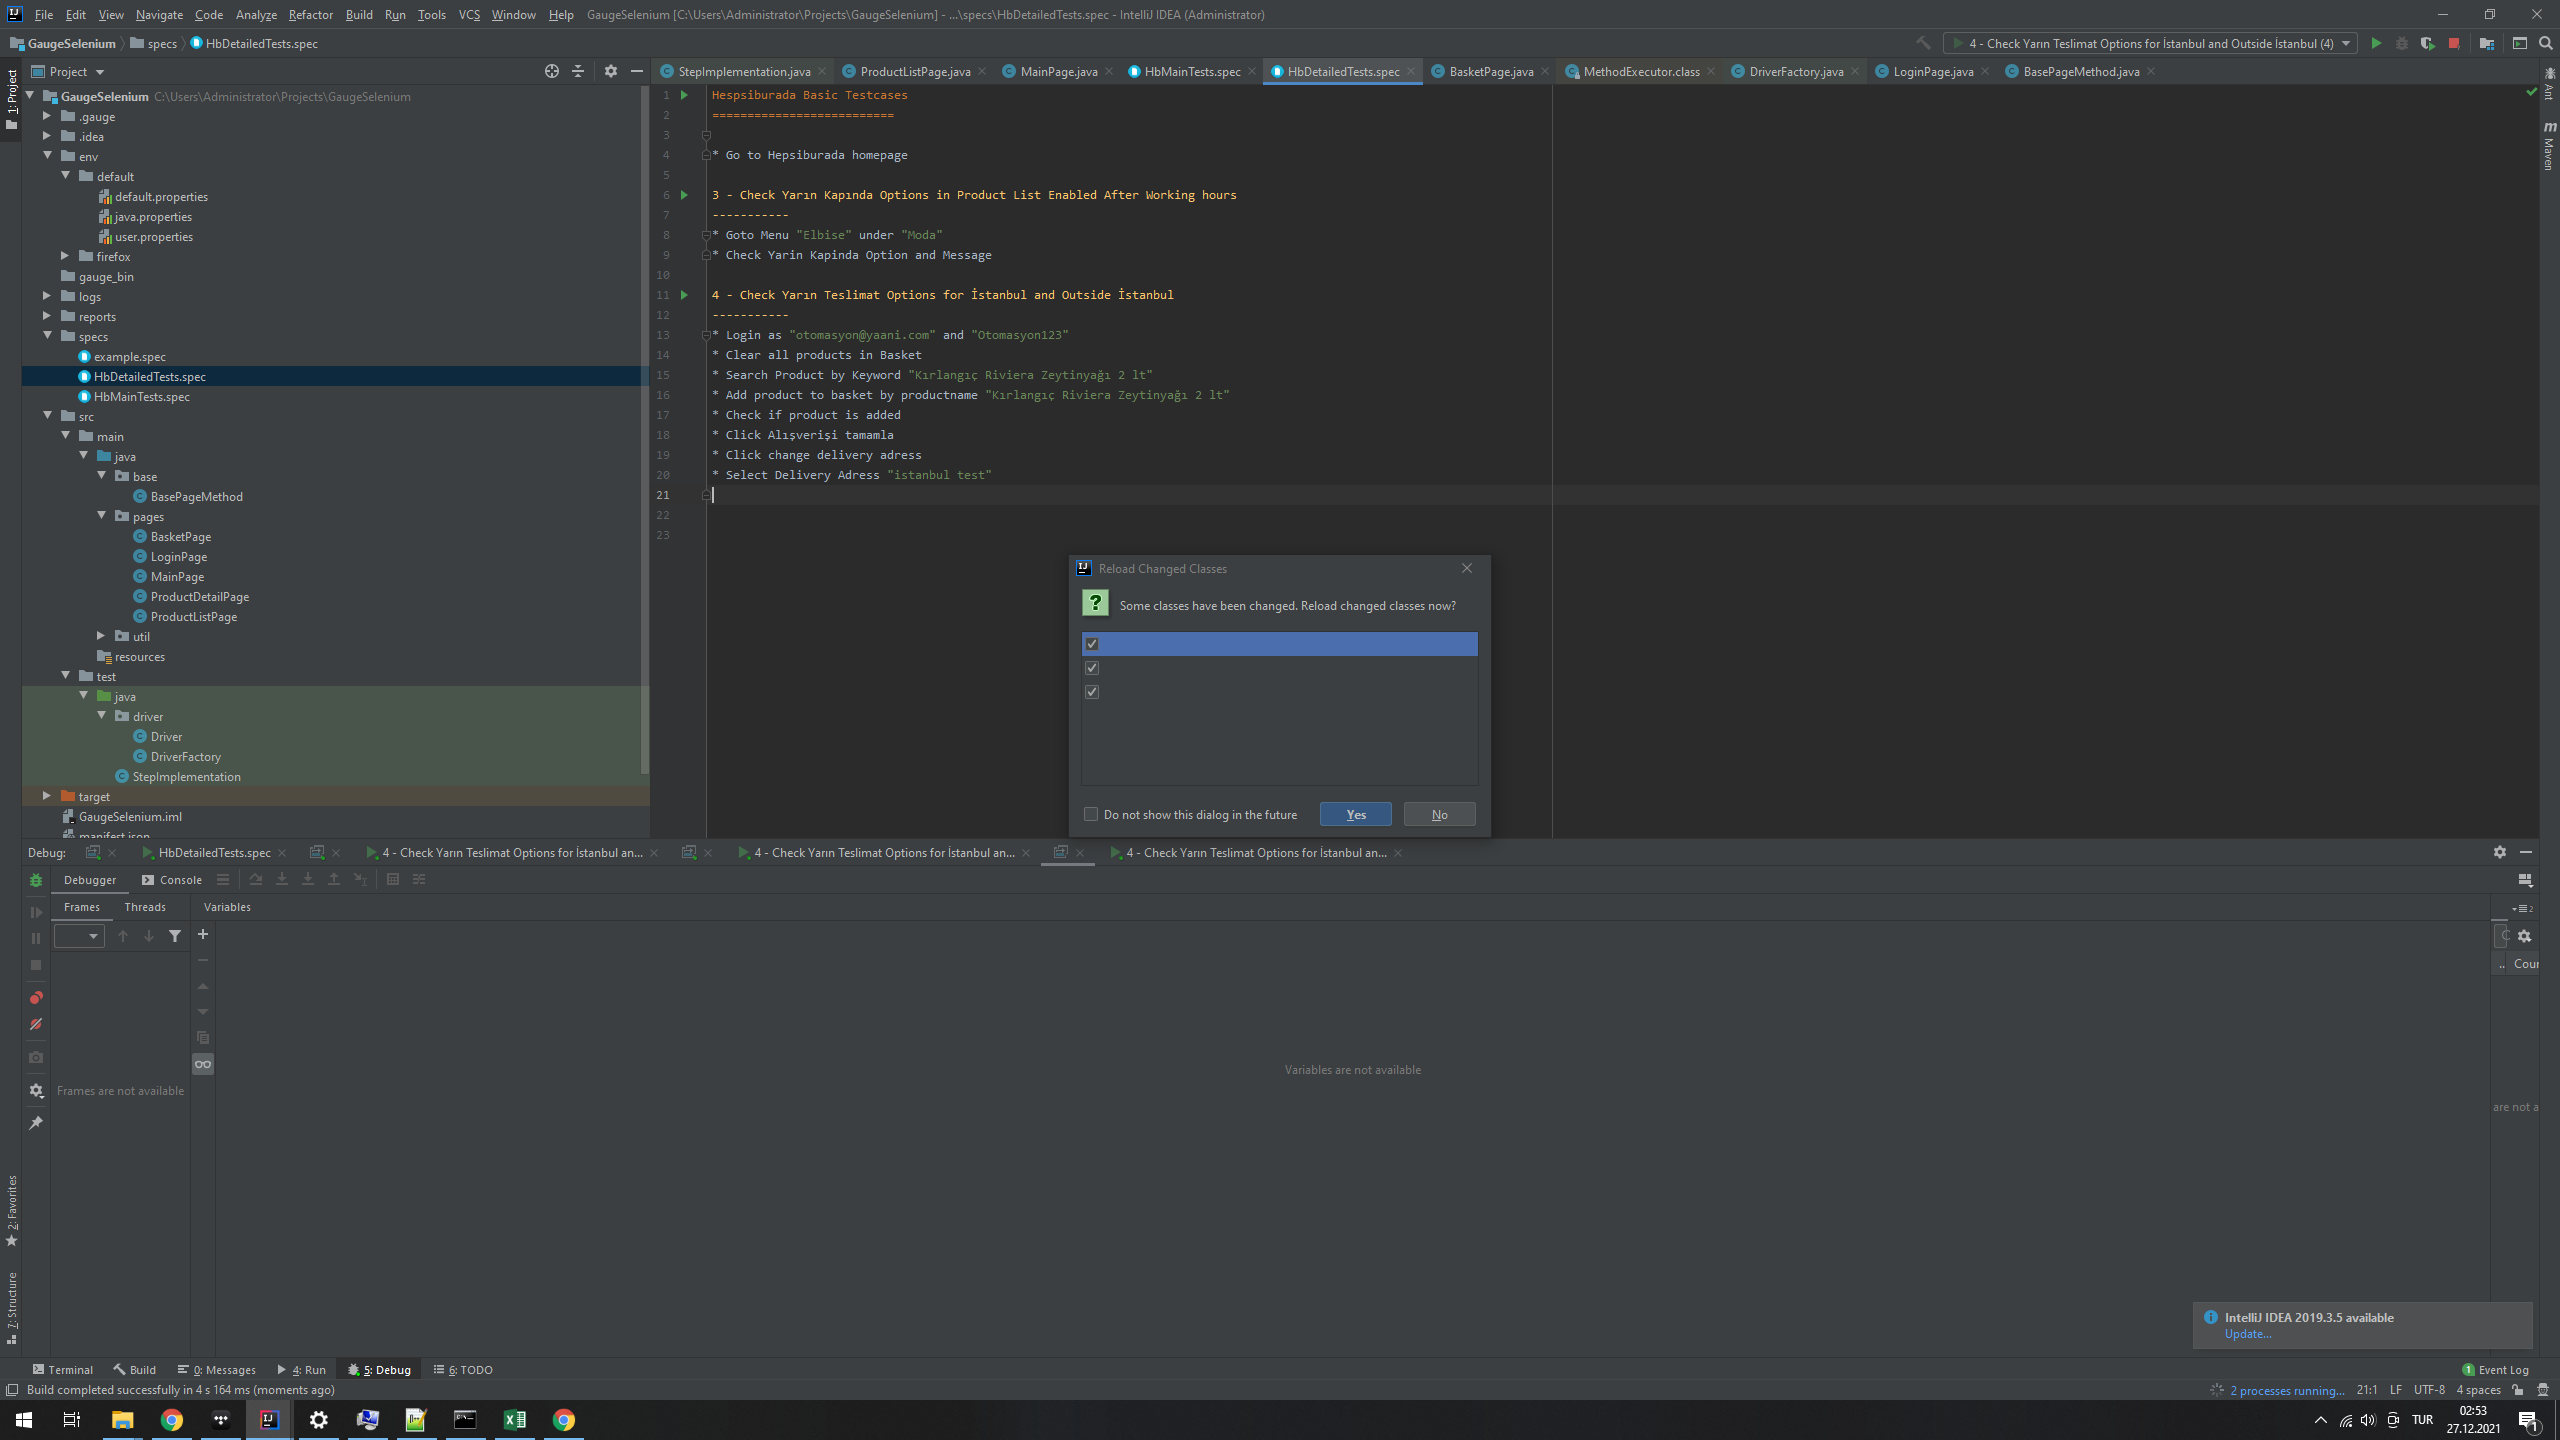 File Edit View Navigate Code Analyze Refactor Build Run Tools VCS Window Help GaugeSelenium [C:\Users\Administrator\Projects\GaugeSelenium] - ...\specs\HbDetailedTests.spec - IntelliJ IDEA (Administrator)
GaugeSelenium specs HbDetailedTests.spec
4 - Check Yarın Teslimat Options for İstanbul and Outside İstanbul (4)
1: Project
Project
StepImplementation.java ProductListPage.java MainPage.java HbMainTests.spec HbDetailedTests.spec BasketPage.java MethodExecutor.class DriverFactory.java LoginPage.java BasePageMethod.java
Ant
Maven
GaugeSelenium C:\Users\Administrator\Projects\GaugeSelenium
.gauge
.idea
env
default
default.properties
java.properties
user.properties
firefox
gauge_bin
logs
reports
specs
example.spec
HbDetailedTests.spec
HbMainTests.spec
src
main
java
base
BasePageMethod
pages
BasketPage
LoginPage
MainPage
ProductDetailPage
ProductListPage
util
resources
test
java
driver
Driver
DriverFactory
StepImplementation
target
GaugeSelenium.iml
manifest.json
1 Hespsiburada Basic Testcases
2 ==========================
3
4 * Go to Hepsiburada homepage
5
6 3 - Check Yarın Kapında Options in Product List Enabled After Working hours
7 -----------
8 * Goto Menu "Elbise" under "Moda"
9 * Check Yarin Kapinda Option and Message
10
11 4 - Check Yarın Teslimat Options for İstanbul and Outside İstanbul
12 -----------
13 * Login as "otomasyon@yaani.com" and "Otomasyon123"
14 * Clear all products in Basket
15 * Search Product by Keyword "Kırlangıç Riviera Zeytinyağı 2 lt"
16 * Add product to basket by productname "Kırlangıç Riviera Zeytinyağı 2 lt"
17 * Check if product is added
18 * Click Alışverişi tamamla
19 * Click change delivery adress
20 * Select Delivery Adress "istanbul test"
21
22
23
Reload Changed Classes
Some classes have been changed. Reload changed classes now?
Do not show this dialog in the future Yes No
Debug: HbDetailedTests.spec 4 - Check Yarın Teslimat Options for İstanbul an... 4 - Check Yarın Teslimat Options for İstanbul an... 4 - Check Yarın Teslimat Options for İstanbul an...
Debugger Console
Frames Threads Variables
2
.. Cour
Variables are not available
Frames are not available
are not a
2: Favorites
7: Structure
IntelliJ IDEA 2019.3.5 available
Update...
Terminal Build 0: Messages 4: Run 5: Debug 6: TODO 1 Event Log
Build completed successfully in 4 s 164 ms (moments ago) 2 processes running... 21:1 LF UTF-8 4 spaces
TUR 02:53
27.12.2021
1